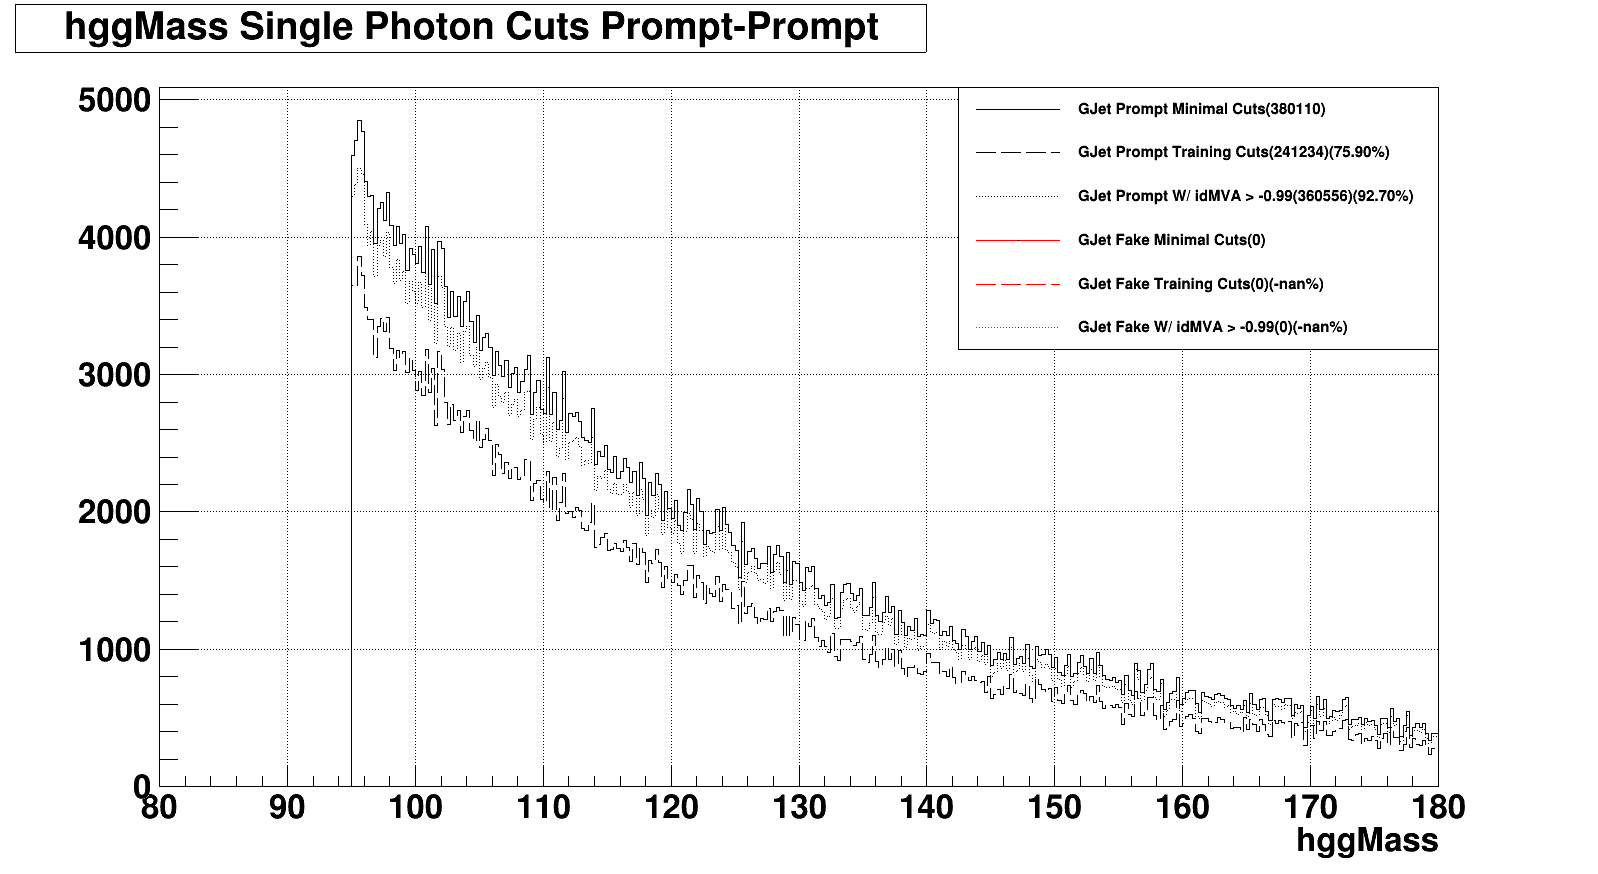 hggMass Single Photon Cuts Prompt-Prompt
5000
4000
3000
2000
1000
0
GJet Prompt Minimal Cuts(380110)
GJet Prompt Training Cuts(241234)(75.90%)
GJet Prompt W/ idMVA > -0.99(360556)(92.70%)
GJet Fake Minimal Cuts(0)
GJet Fake Training Cuts(0)(-nan%)
GJet Fake W/ idMVA > -0.99(0)(-nan%)
80 90 100 110 120 130 140 150 160 170 180
hggMass